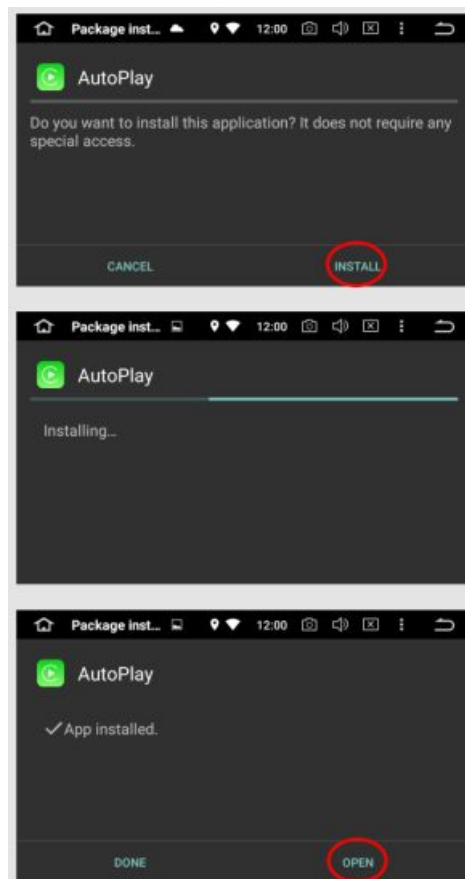 Package inst... 12:00
AutoPlay
Do you want to install this application? It does not require any
special access.
CANCEL INSTALL
Package inst... 12:00
AutoPlay
Installing...
Package inst... 12:00
AutoPlay
App installed.
DONE OPEN